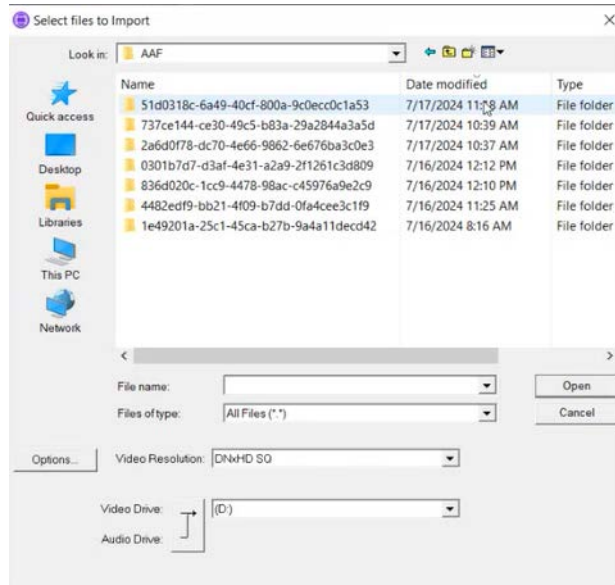 Select files to Import
Look in: AAF
Name Date modified Type
51d0318c-6a49-40cf-800a-9c0ecc0c1a53 7/17/2024 11:18 AM File folder
737ce144-ce30-49c5-b83a-29a2844a3a5d 7/17/2024 10:39 AM File folder
2a6d0f78-dc70-4e66-9862-6e676ba3c0e3 7/17/2024 10:37 AM File folder
0301b7d7-d3af-4e31-a2a9-2f1261c3d809 7/16/2024 12:12 PM File folder
836d020c-1cc9-4478-98ac-c45976a9e2c9 7/16/2024 12:10 PM File folder
4482edf9-bb21-4f09-b7dd-0fa4cee3c1f9 7/16/2024 11:25 AM File folder
1e49201a-25c1-45ca-b27b-9a4a11decd42 7/16/2024 8:16 AM File folder
Quick access
Desktop
Libraries
This PC
Network
File name: Open
Files of type: All Files (*.*) Cancel
Options... Video Resolution: DNxHD SQ
Video Drive: (D:)
Audio Drive: